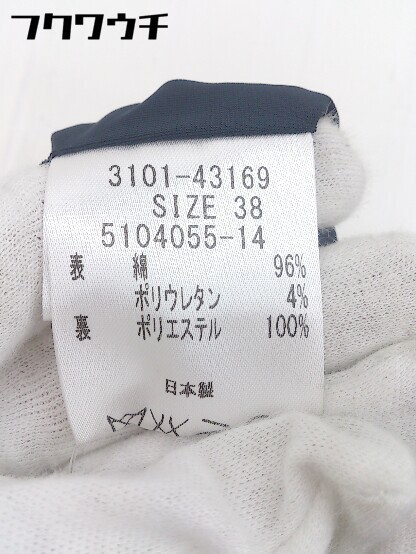 フクワウチ
3101-43169
SIZE 38
5104055-14
表 綿 96%
ポリウレタン 4%
裏 ポリエステル 100%
日本製